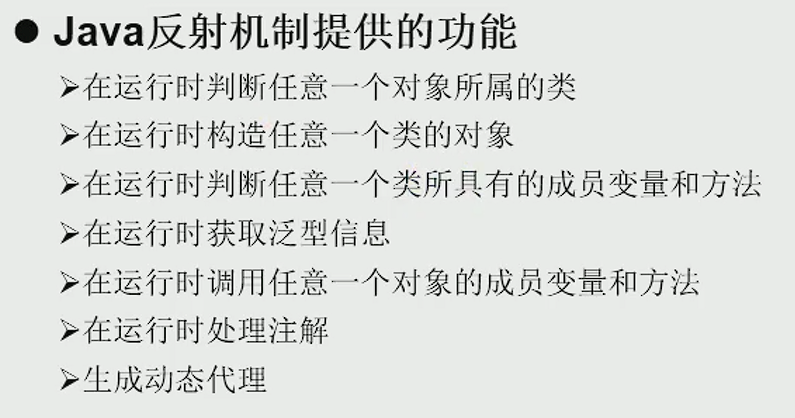 ● Java反射机制提供的功能
➢在运行时判断任意一个对象所属的类
➢在运行时构造任意一个类的对象
➢在运行时判断任意一个类所具有的成员变量和方法
➢在运行时获取泛型信息
➢在运行时调用任意一个对象的成员变量和方法
➢在运行时处理注解
➢生成动态代理